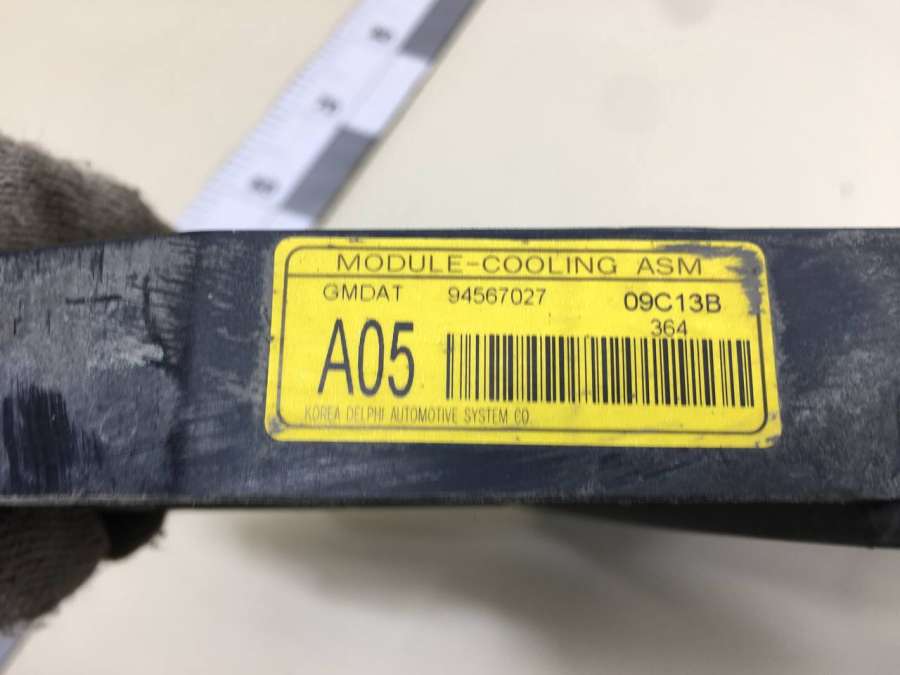 MODULE-COOLING ASM
GMDAT 94567027 09C13B
364
A05
KOREA DELPHI AUTOMOTIVE SYSTEM CO